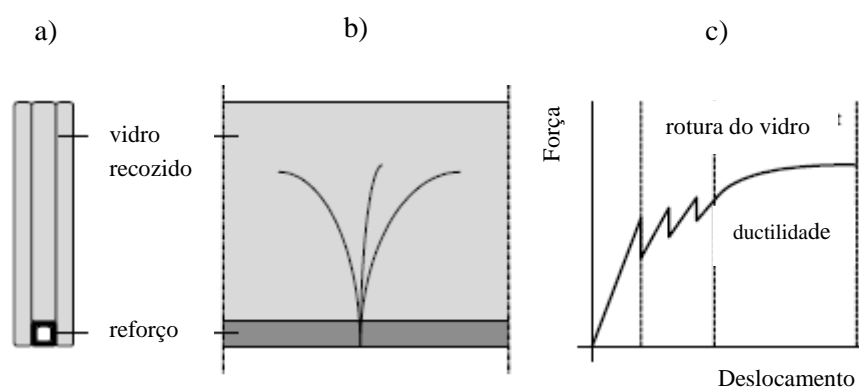 a)
b)
c)
vidro
recozido
reforço
Força
rotura do vidro
ductilidade
Deslocamento